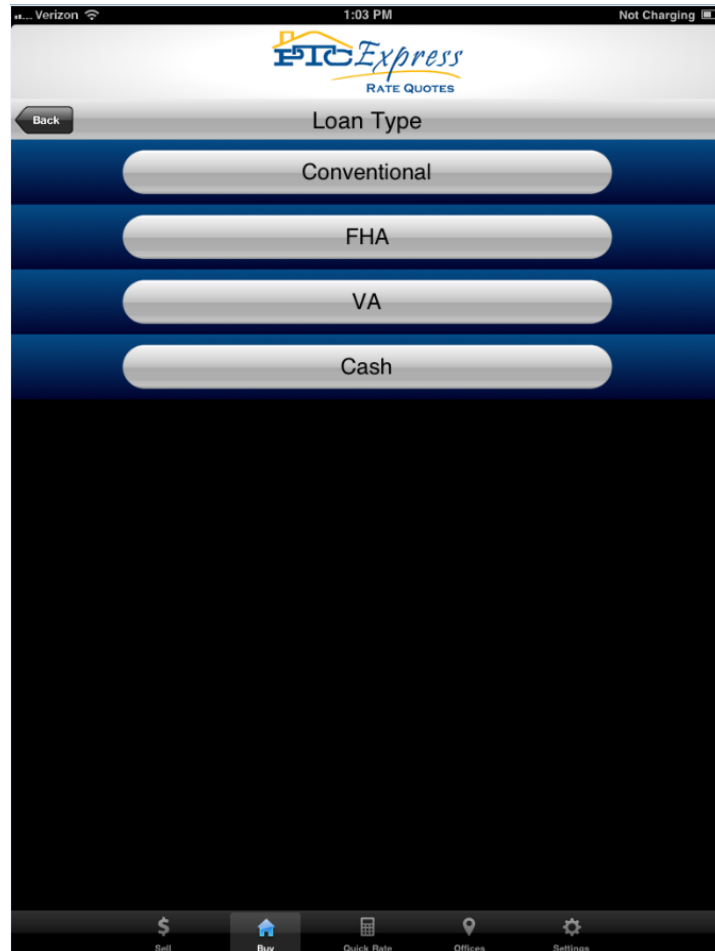 ... Verizon 1:03 PM Not Charging
PTC Express
RATE QUOTES
Back Loan Type
Conventional
FHA
VA
Cash
$
Sell Buy Quick Rate Offices Settings